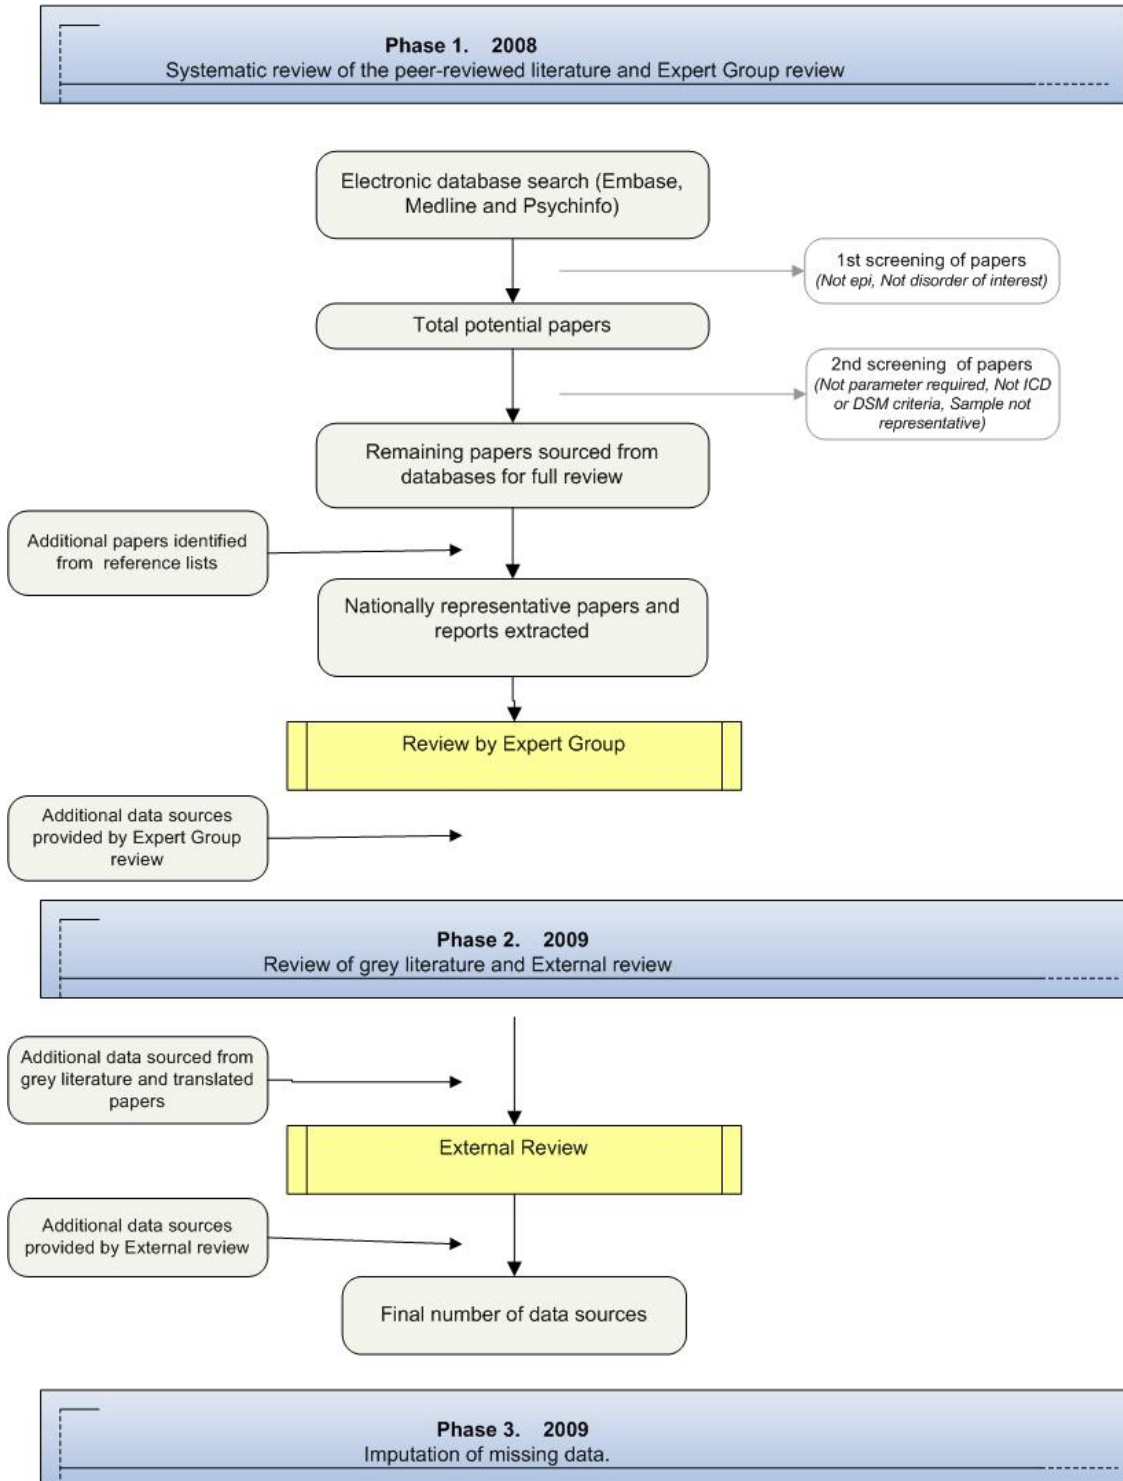 Phase 1. 2008
Systematic review of the peer-reviewed literature and Expert Group review
Electronic database search (Embase,
Medline and Psychinfo)
1st screening of papers
(Not epi, Not disorder of interest)
Total potential papers
2nd screening of papers
(Not parameter required, Not ICD
or DSM criteria, Sample not
representative)
Remaining papers sourced from
databases for full review
Additional papers identified
from reference lists
Nationally representative papers and
reports extracted
Review by Expert Group
Additional data sources
provided by Expert Group
review
Phase 2. 2009
Review of grey literature and External review
Additional data sourced from
grey literature and translated
papers
External Review
Additional data sources
provided by External review
Final number of data sources
Phase 3. 2009
Imputation of missing data.